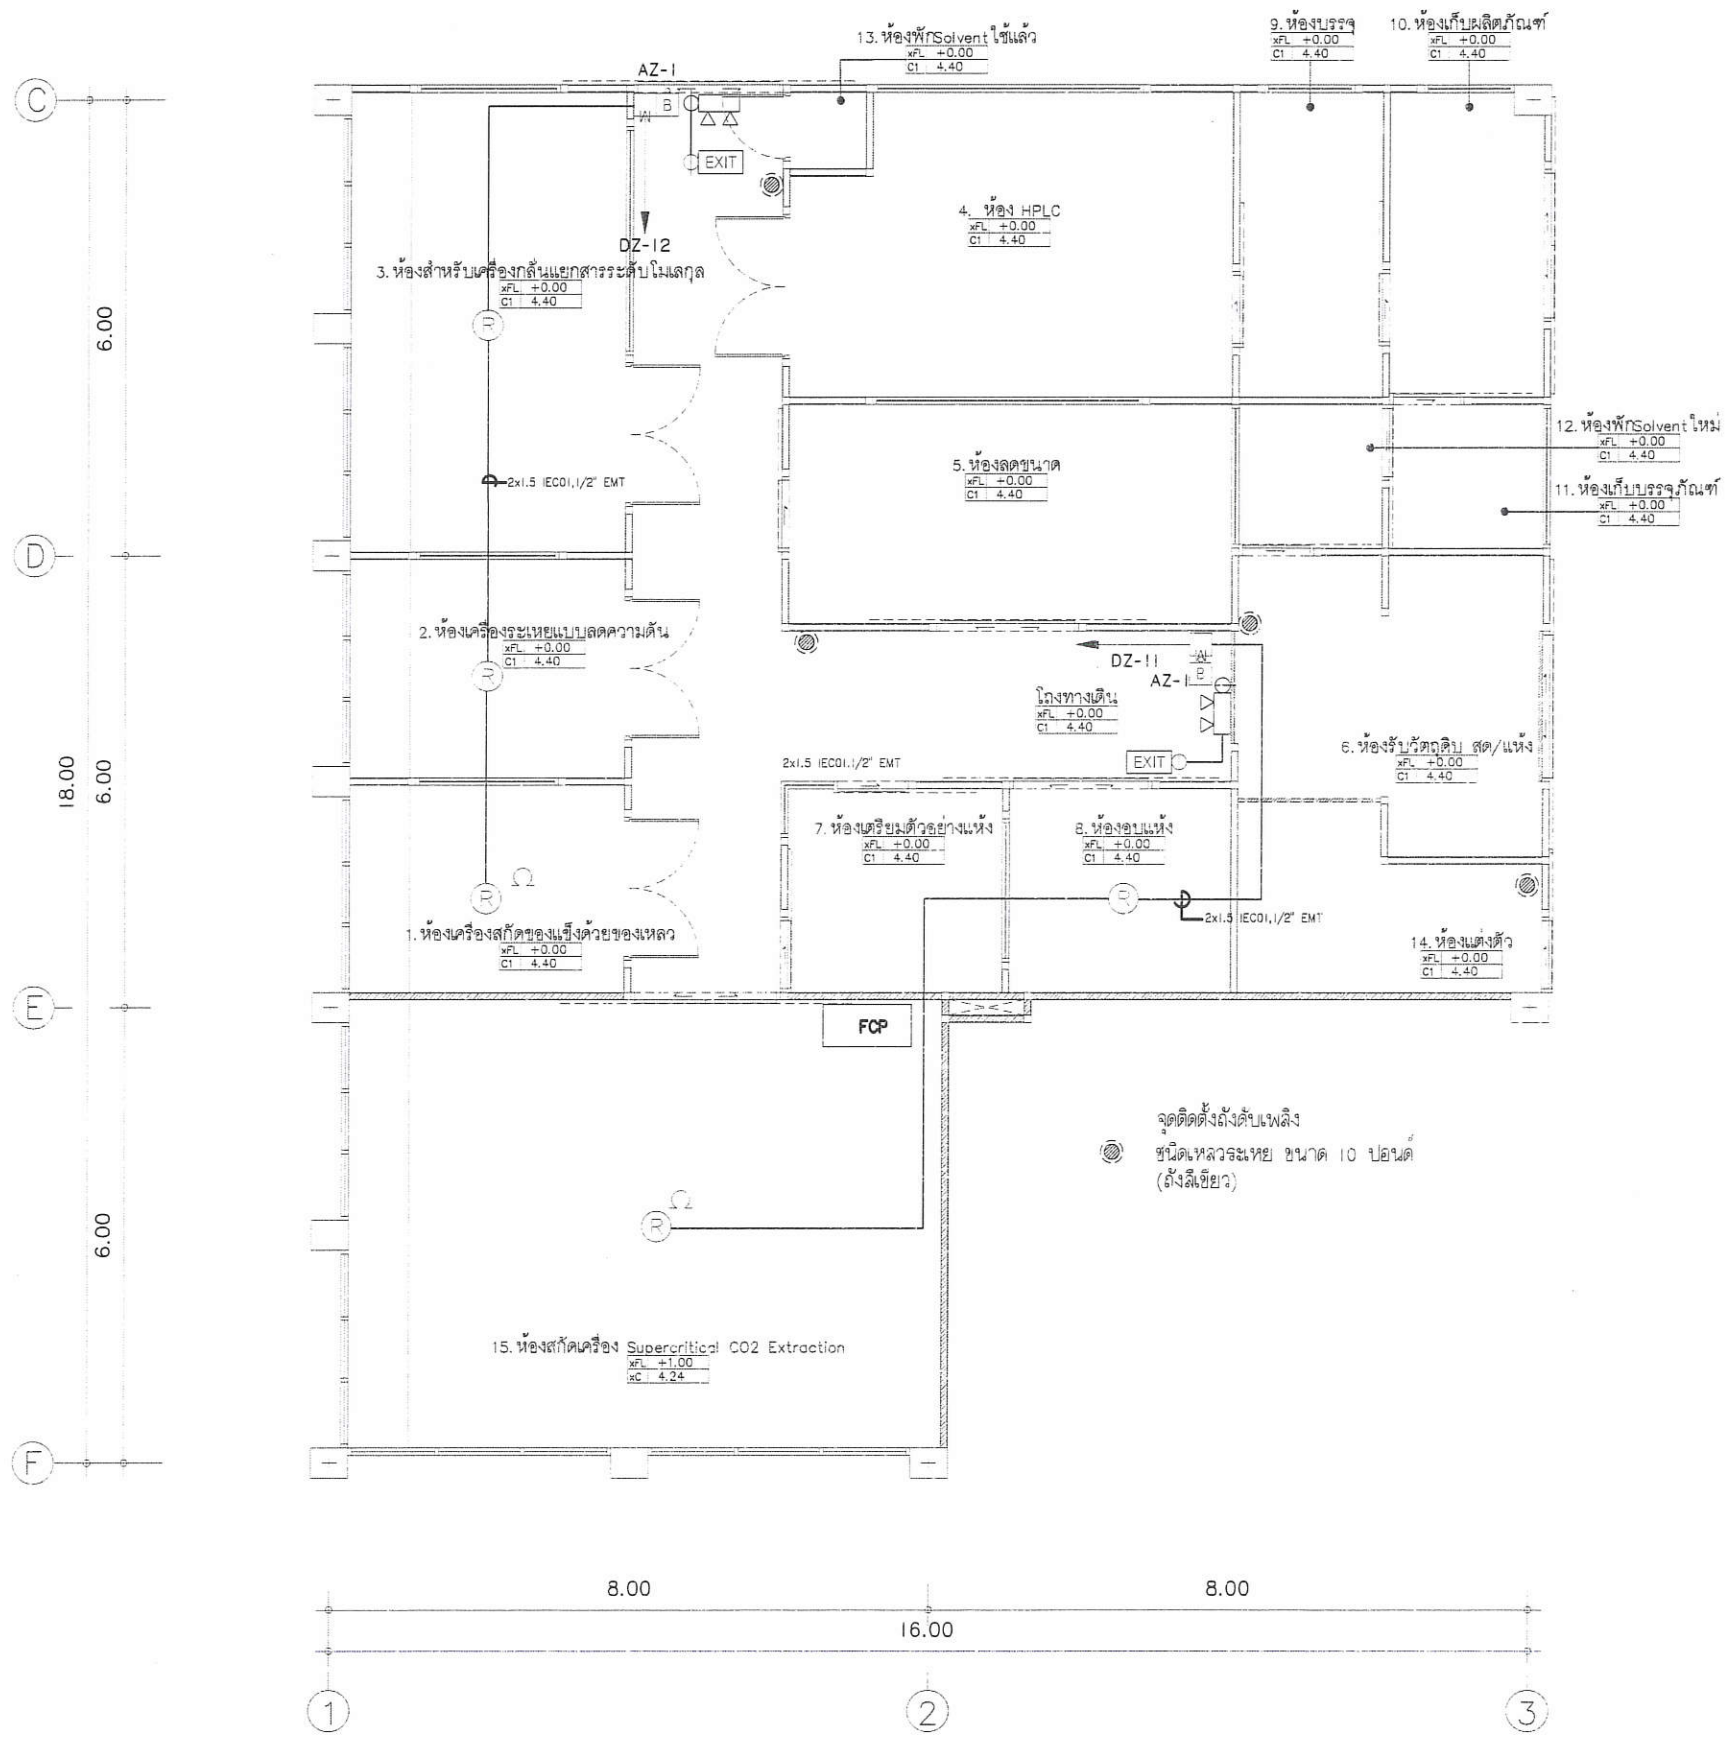 9.ห้องบรรจุ
xFL +0.00
C1 4.40
10.ห้องเก็บผลิตภัณฑ์
xFL +0.00
C1 4.40
13.ห้องพักSolvent ใช้แล้ว
xFL +0.00
C1 4.40
AZ-1
C
B
W
EXIT
DZ-12
4. ห้อง HPLC
xFL +0.00
C1 4.40
3.ห้องสำหรับเครื่องกลั่นแยกสารระดับโมเลกุล
xFL +0.00
C1 4.40
R
6.00
12.ห้องพักSolvent ใหม่
xFL +0.00
C1 4.40
5.ห้องลดขนาด
xFL +0.00
C1 4.40
2x1.5 IEC01,1/2" EMT
11.ห้องเก็บบรรจุภัณฑ์
xFL +0.00
C1 4.40
D
2.ห้องเครื่องระเหยแบบลดความดัน
xFL +0.00
C1 4.40
R
DZ-11
W
AZ-1
B
โถงทางเดิน
xFL +0.00
C1 4.40
6.ห้องรับวัตถุดิบ สด/แห้ง
xFL +0.00
C1 4.40
EXIT
2x1.5 IEC01,1/2" EMT
18.00
6.00
7.ห้องเตรียมตัวอย่างแห้ง
xFL +0.00
C1 4.40
8.ห้องอบแห้ง
xFL +0.00
C1 4.40
Ω
R
R
2x1.5 IEC01,1/2" EMT
1.ห้องเครื่องสกัดของแข็งด้วยของเหลว
xFL +0.00
C1 4.40
14.ห้องแต่งตัว
xFL +0.00
C1 4.40
E
FCP
จุดติดตั้งถังดับเพลิง
ชนิดเหลวระเหย ขนาด 10 ปอนด์
(ถังสีเขียว)
Ω
R
6.00
15.ห้องสกัดเครื่อง Supercritical CO2 Extraction
xFL +1.00
xC 4.24
F
8.00
8.00
16.00
1
2
3